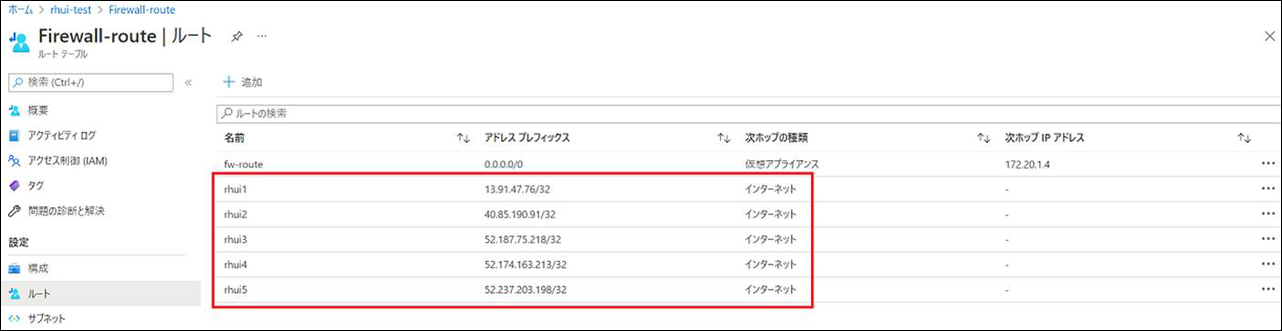 ホーム > rhui-test > Firewall-route
Firewall-route | ルート ...
ルート テーブル
検索 (Ctrl+/) «
概要
アクティビティ ログ
アクセス制御 (IAM)
タグ
問題の診断と解決
設定
構成
ルート
サブネット
+ 追加
ルートの検索
名前 ↑↓ アドレス プレフィックス ↑↓ 次ホップの種類 ↑↓ 次ホップ IP アドレス ↑↓
fw-route 0.0.0.0/0 仮想アプライアンス 172.20.1.4 ...
rhui1 13.91.47.76/32 インターネット - ...
rhui2 40.85.190.91/32 インターネット - ...
rhui3 52.187.75.218/32 インターネット - ...
rhui4 52.174.163.213/32 インターネット - ...
rhui5 52.237.203.198/32 インターネット - ...